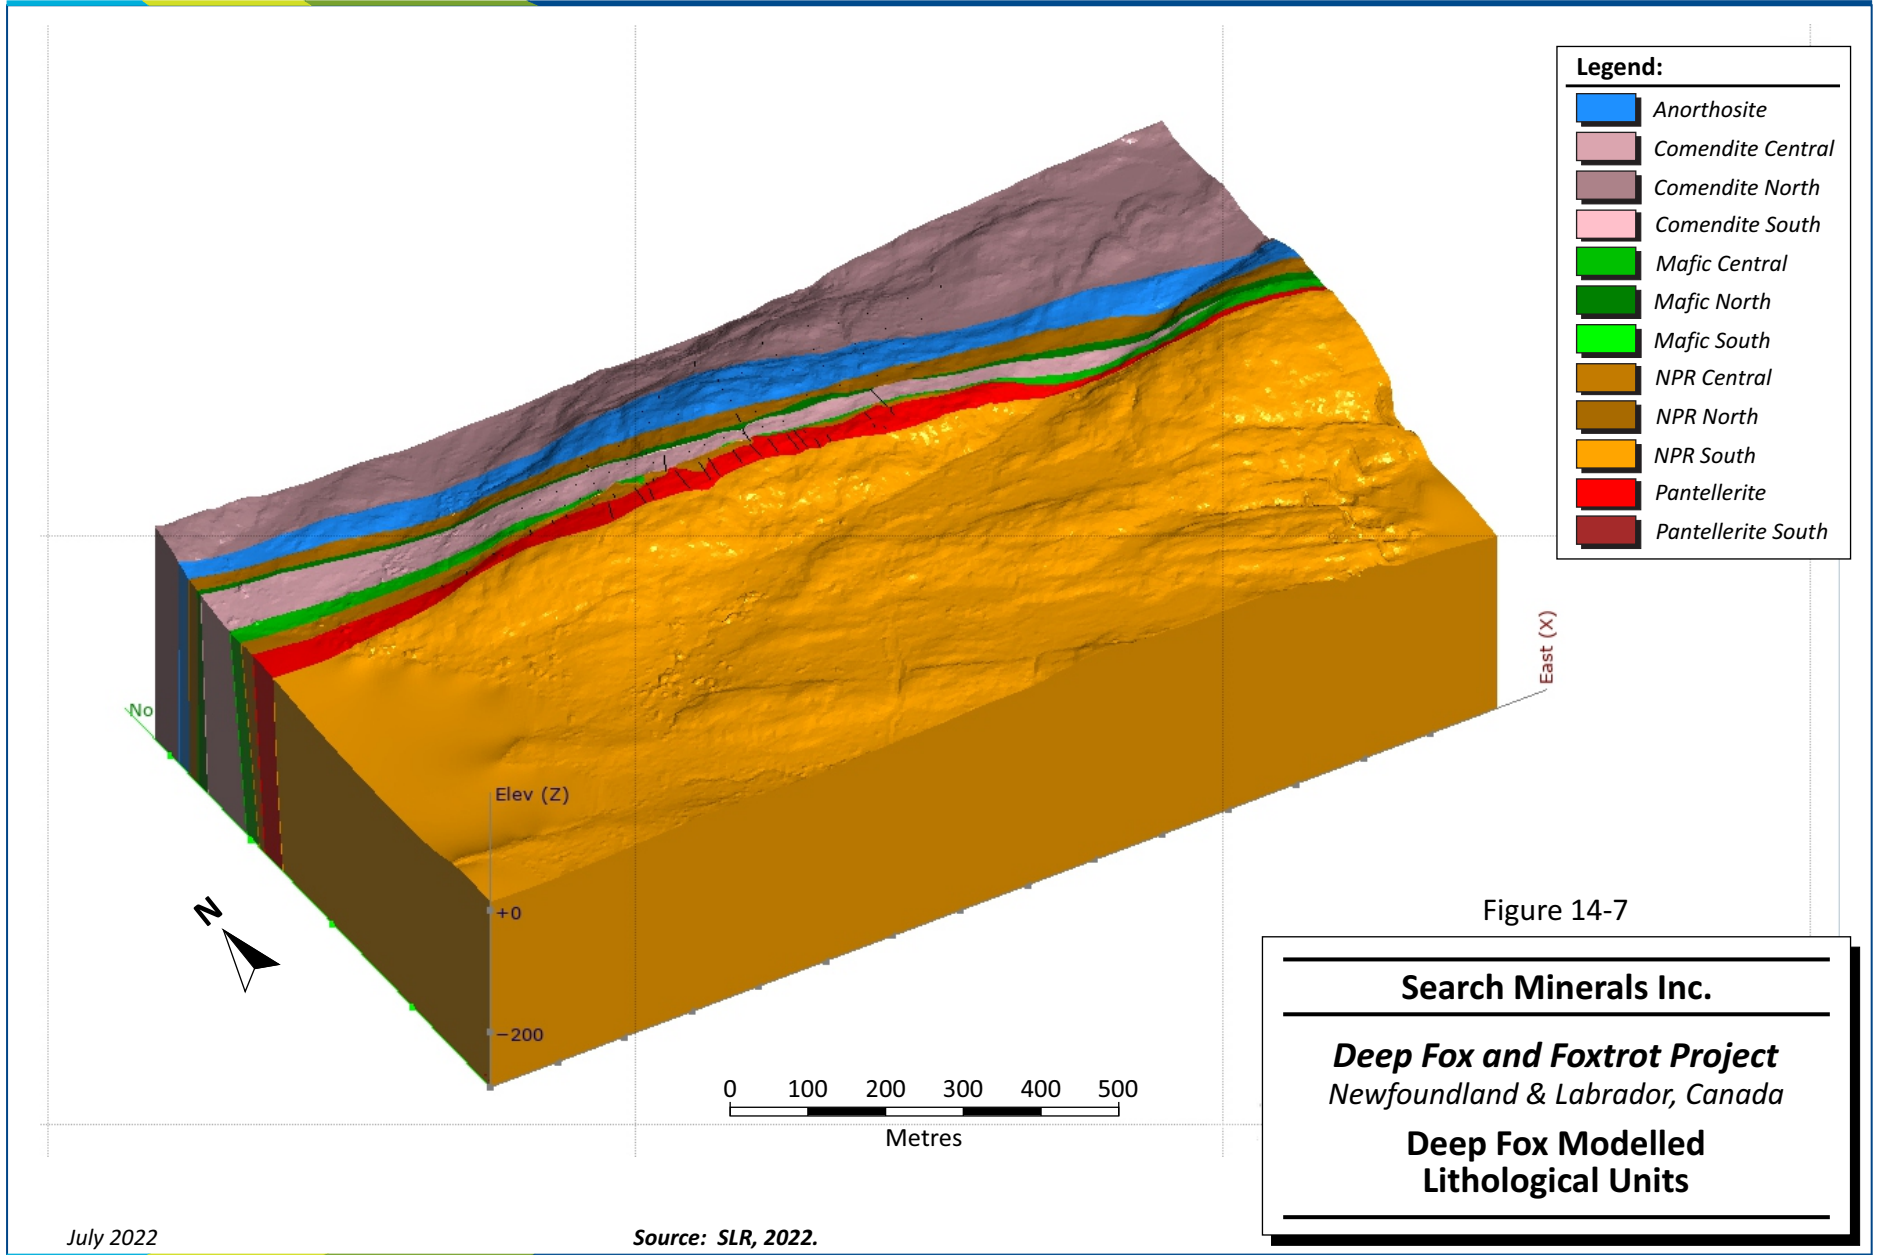 Legend:
Anorthosite
Comendite Central
Comendite North
Comendite South
Mafic Central
Mafic North
Mafic South
NPR Central
NPR North
NPR South
Pantellerite
Pantellerite South
East (X)
No
Elev (Z)
+0
−200
N
0 100 200 300 400 500
Metres
Figure 14-7
Search Minerals Inc.
Deep Fox and Foxtrot Project
Newfoundland & Labrador, Canada
Deep Fox Modelled
Lithological Units
July 2022
Source: SLR, 2022.